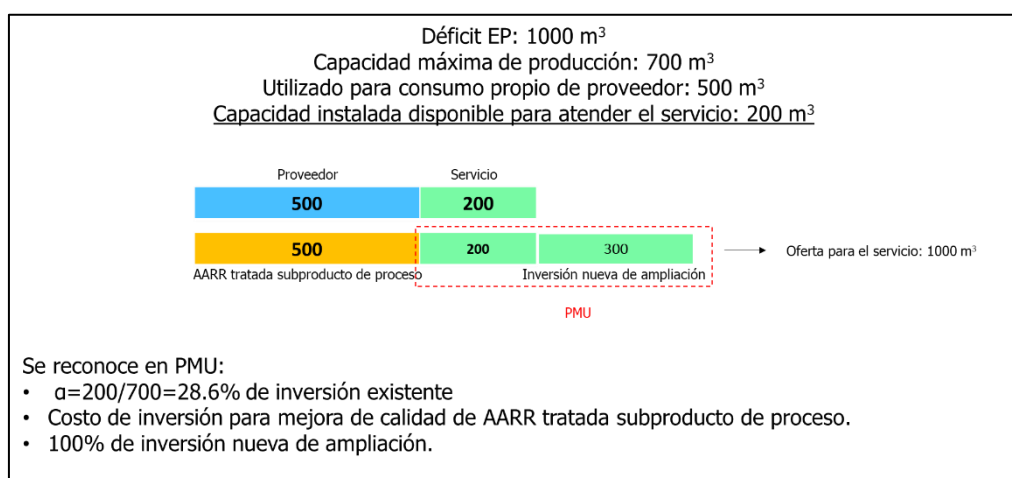 Déficit EP: 1000 m³
Capacidad máxima de producción: 700 m³
Utilizado para consumo propio de proveedor: 500 m³
Capacidad instalada disponible para atender el servicio: 200 m³
Proveedor Servicio
500 200
500 200 300 Oferta para el servicio: 1000 m³
AARR tratada subproducto de proceso Inversión nueva de ampliación
PMU
Se reconoce en PMU:
• α=200/700=28.6% de inversión existente
• Costo de inversión para mejora de calidad de AARR tratada subproducto de proceso.
• 100% de inversión nueva de ampliación.